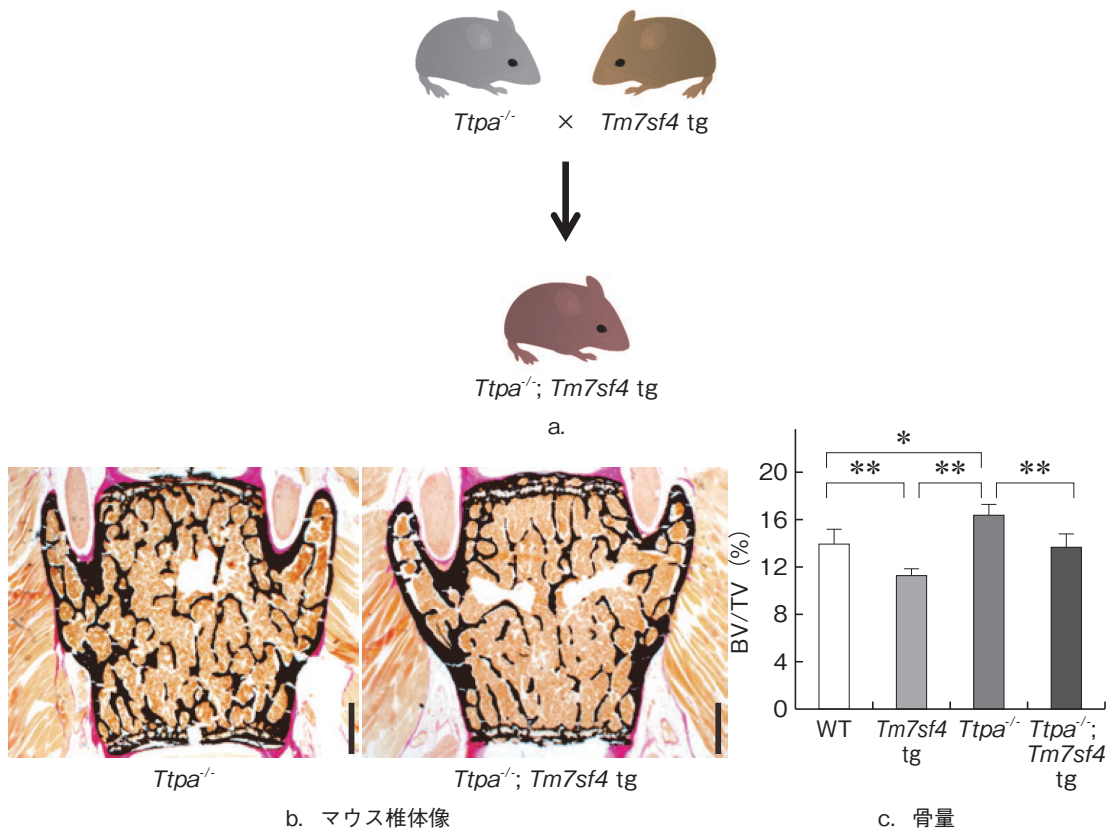 Ttpa-/- × Tm7sf4 tg
Ttpa-/-; Tm7sf4 tg
a.
Ttpa-/-
Ttpa-/-; Tm7sf4 tg
b. マウス椎体像
BV/TV (%)
20
16
12
8
4
0
*
** ** **
WT
Tm7sf4
tg
Ttpa-/-
Ttpa-/-;
Tm7sf4
tg
c. 骨量